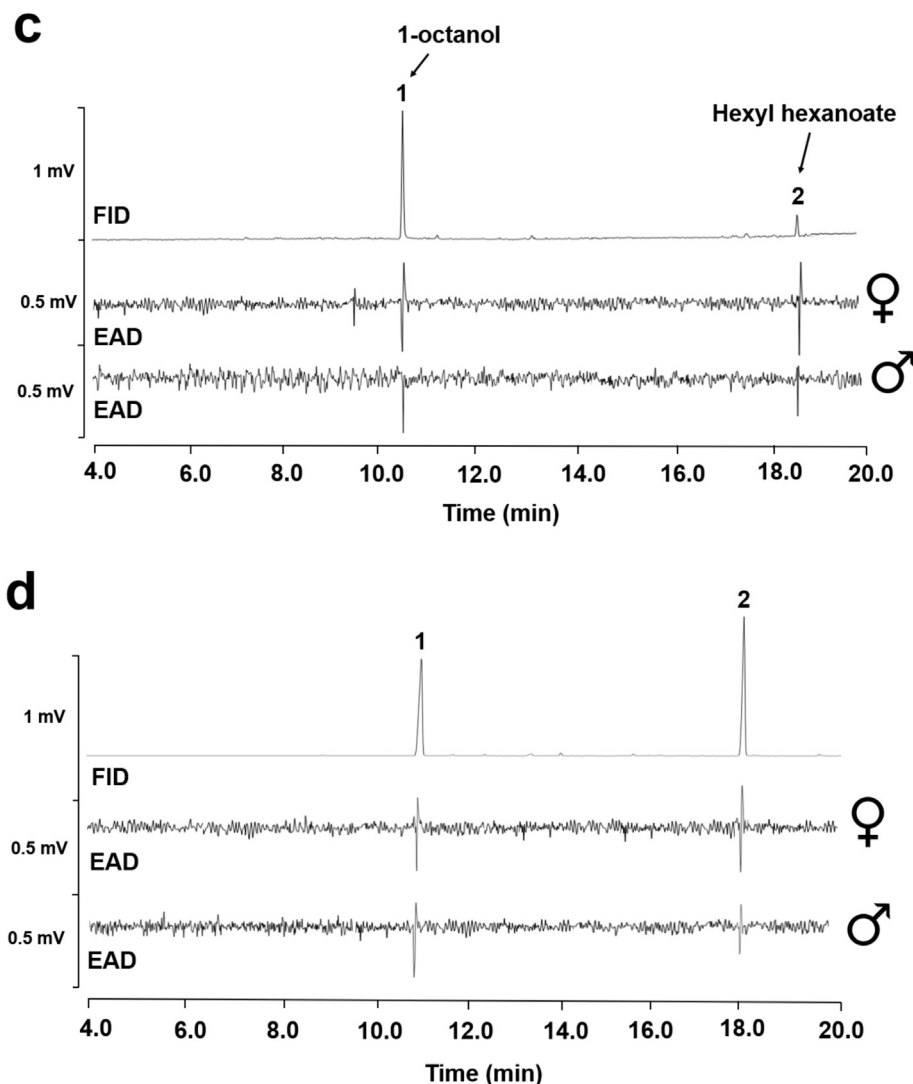 c
1-octanol
1
Hexyl hexanoate
2
1 mV
FID
0.5 mV
EAD
♀
0.5 mV
EAD
♂
4.0 6.0 8.0 10.0 12.0 14.0 16.0 18.0 20.0
Time (min)
d
1
2
1 mV
FID
0.5 mV
EAD
♀
0.5 mV
EAD
♂
4.0 6.0 8.0 10.0 12.0 14.0 16.0 18.0 20.0
Time (min)